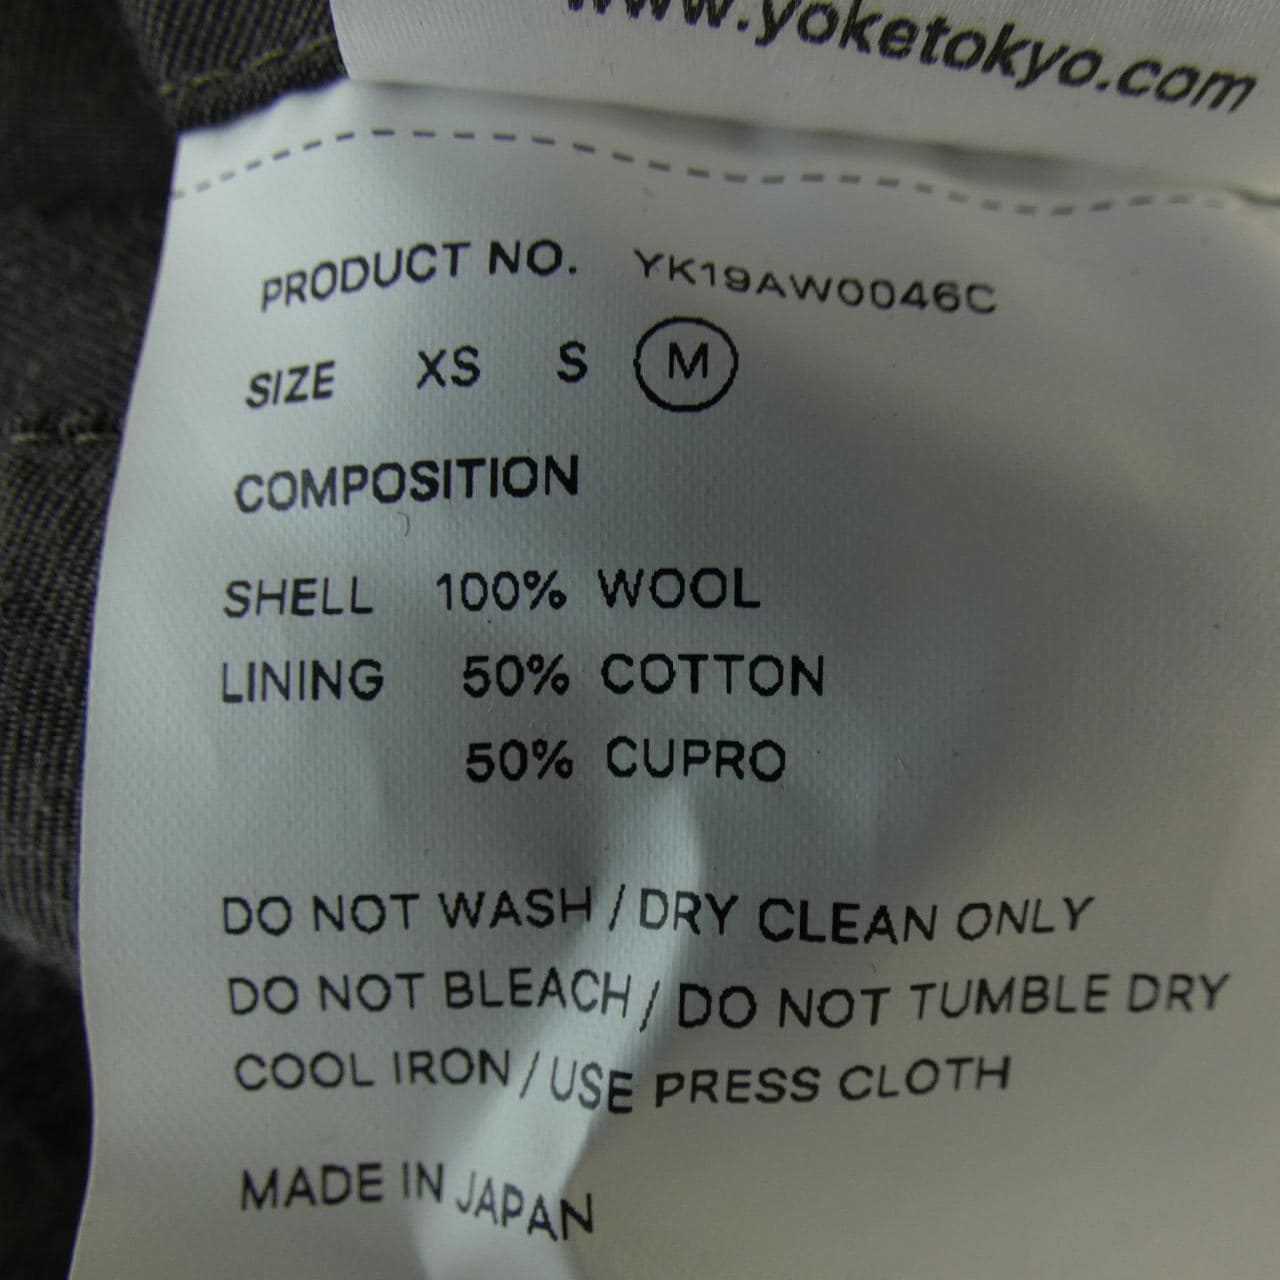 www.yoketokyo.com
PRODUCT NO. YK19AW0046C
SIZE XS S M
COMPOSITION
SHELL 100% WOOL
LINING 50% COTTON
50% CUPRO
DO NOT WASH / DRY CLEAN ONLY
DO NOT BLEACH / DO NOT TUMBLE DRY
COOL IRON / USE PRESS CLOTH
MADE IN JAPAN